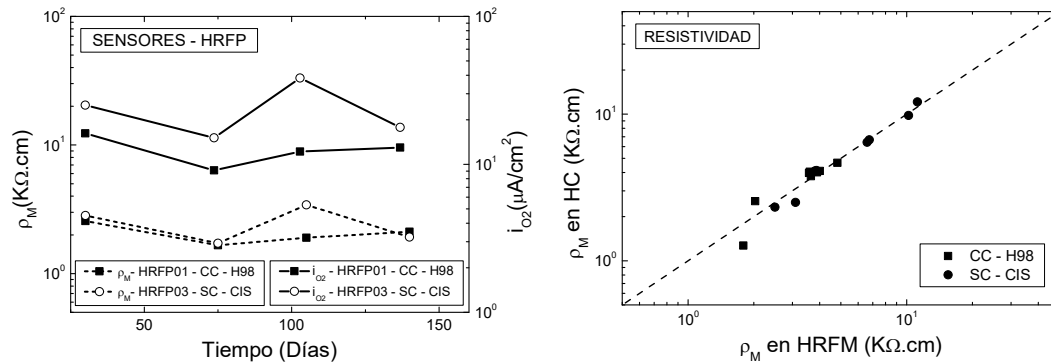 SENSORES - HRFP
ρM(KΩ.cm)
10²
10¹
10⁰
10²
10¹
10⁰
iO2(μA/cm²)
ρM- HRFP01 - CC - H98
ρM- HRFP03 - SC - CIS
iO2 - HRFP01 - CC - H98
iO2 - HRFP03 - SC - CIS
50 100 150
Tiempo (Días)
RESISTIVIDAD
ρM en HC (KΩ.cm)
10¹
10⁰
CC - H98
SC - CIS
10⁰ 10¹
ρM en HRFM (KΩ.cm)